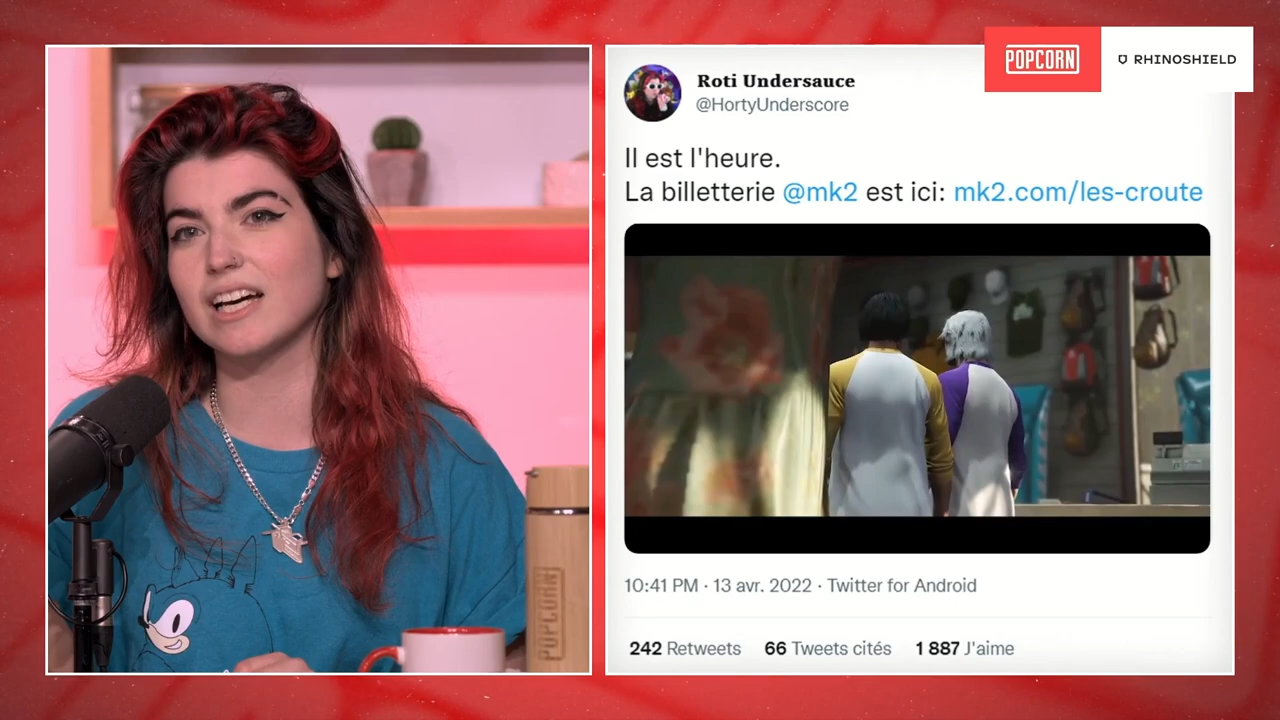 POPCORN
RHINOSHIELD
Roti Undersauce
@HortyUnderscore
Il est l'heure.
La billetterie @mk2 est ici: mk2.com/les-croute
10:41 PM · 13 avr. 2022 · Twitter for Android
242 Retweets 66 Tweets cités 1 887 J'aime
POPCORN